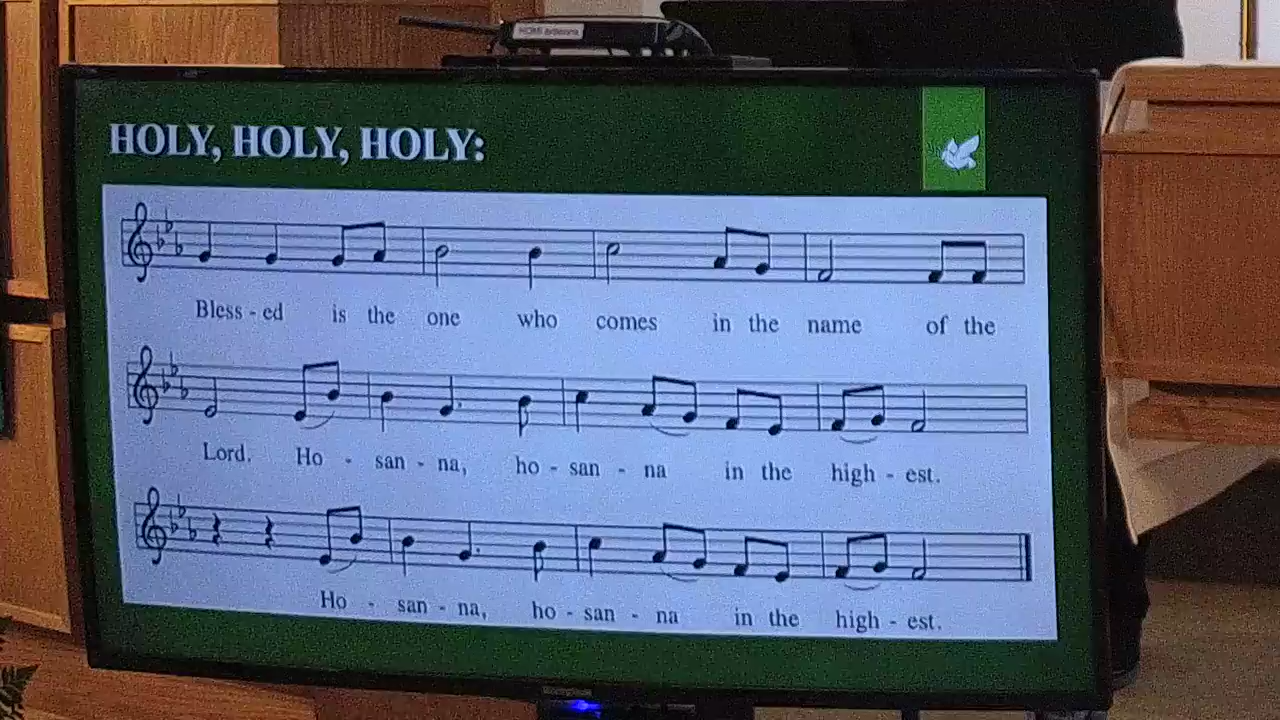 HOLY, HOLY, HOLY:
Bless - ed is the one who comes in the name of the
Lord. Ho - san - na, ho - san - na in the high - est.
Ho - san - na, ho - san - na in the high - est.